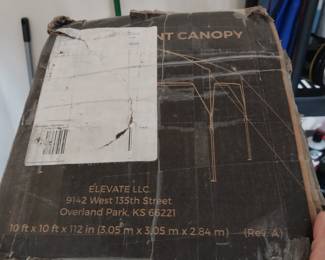 NT CANOPY
ELEVATE LLC
9142 West 135th Street
Overland Park, KS 66221
10 ft x 10 ft x 112 in (3.05 m x 3.05 m x 2.84 m) (Rev. A)